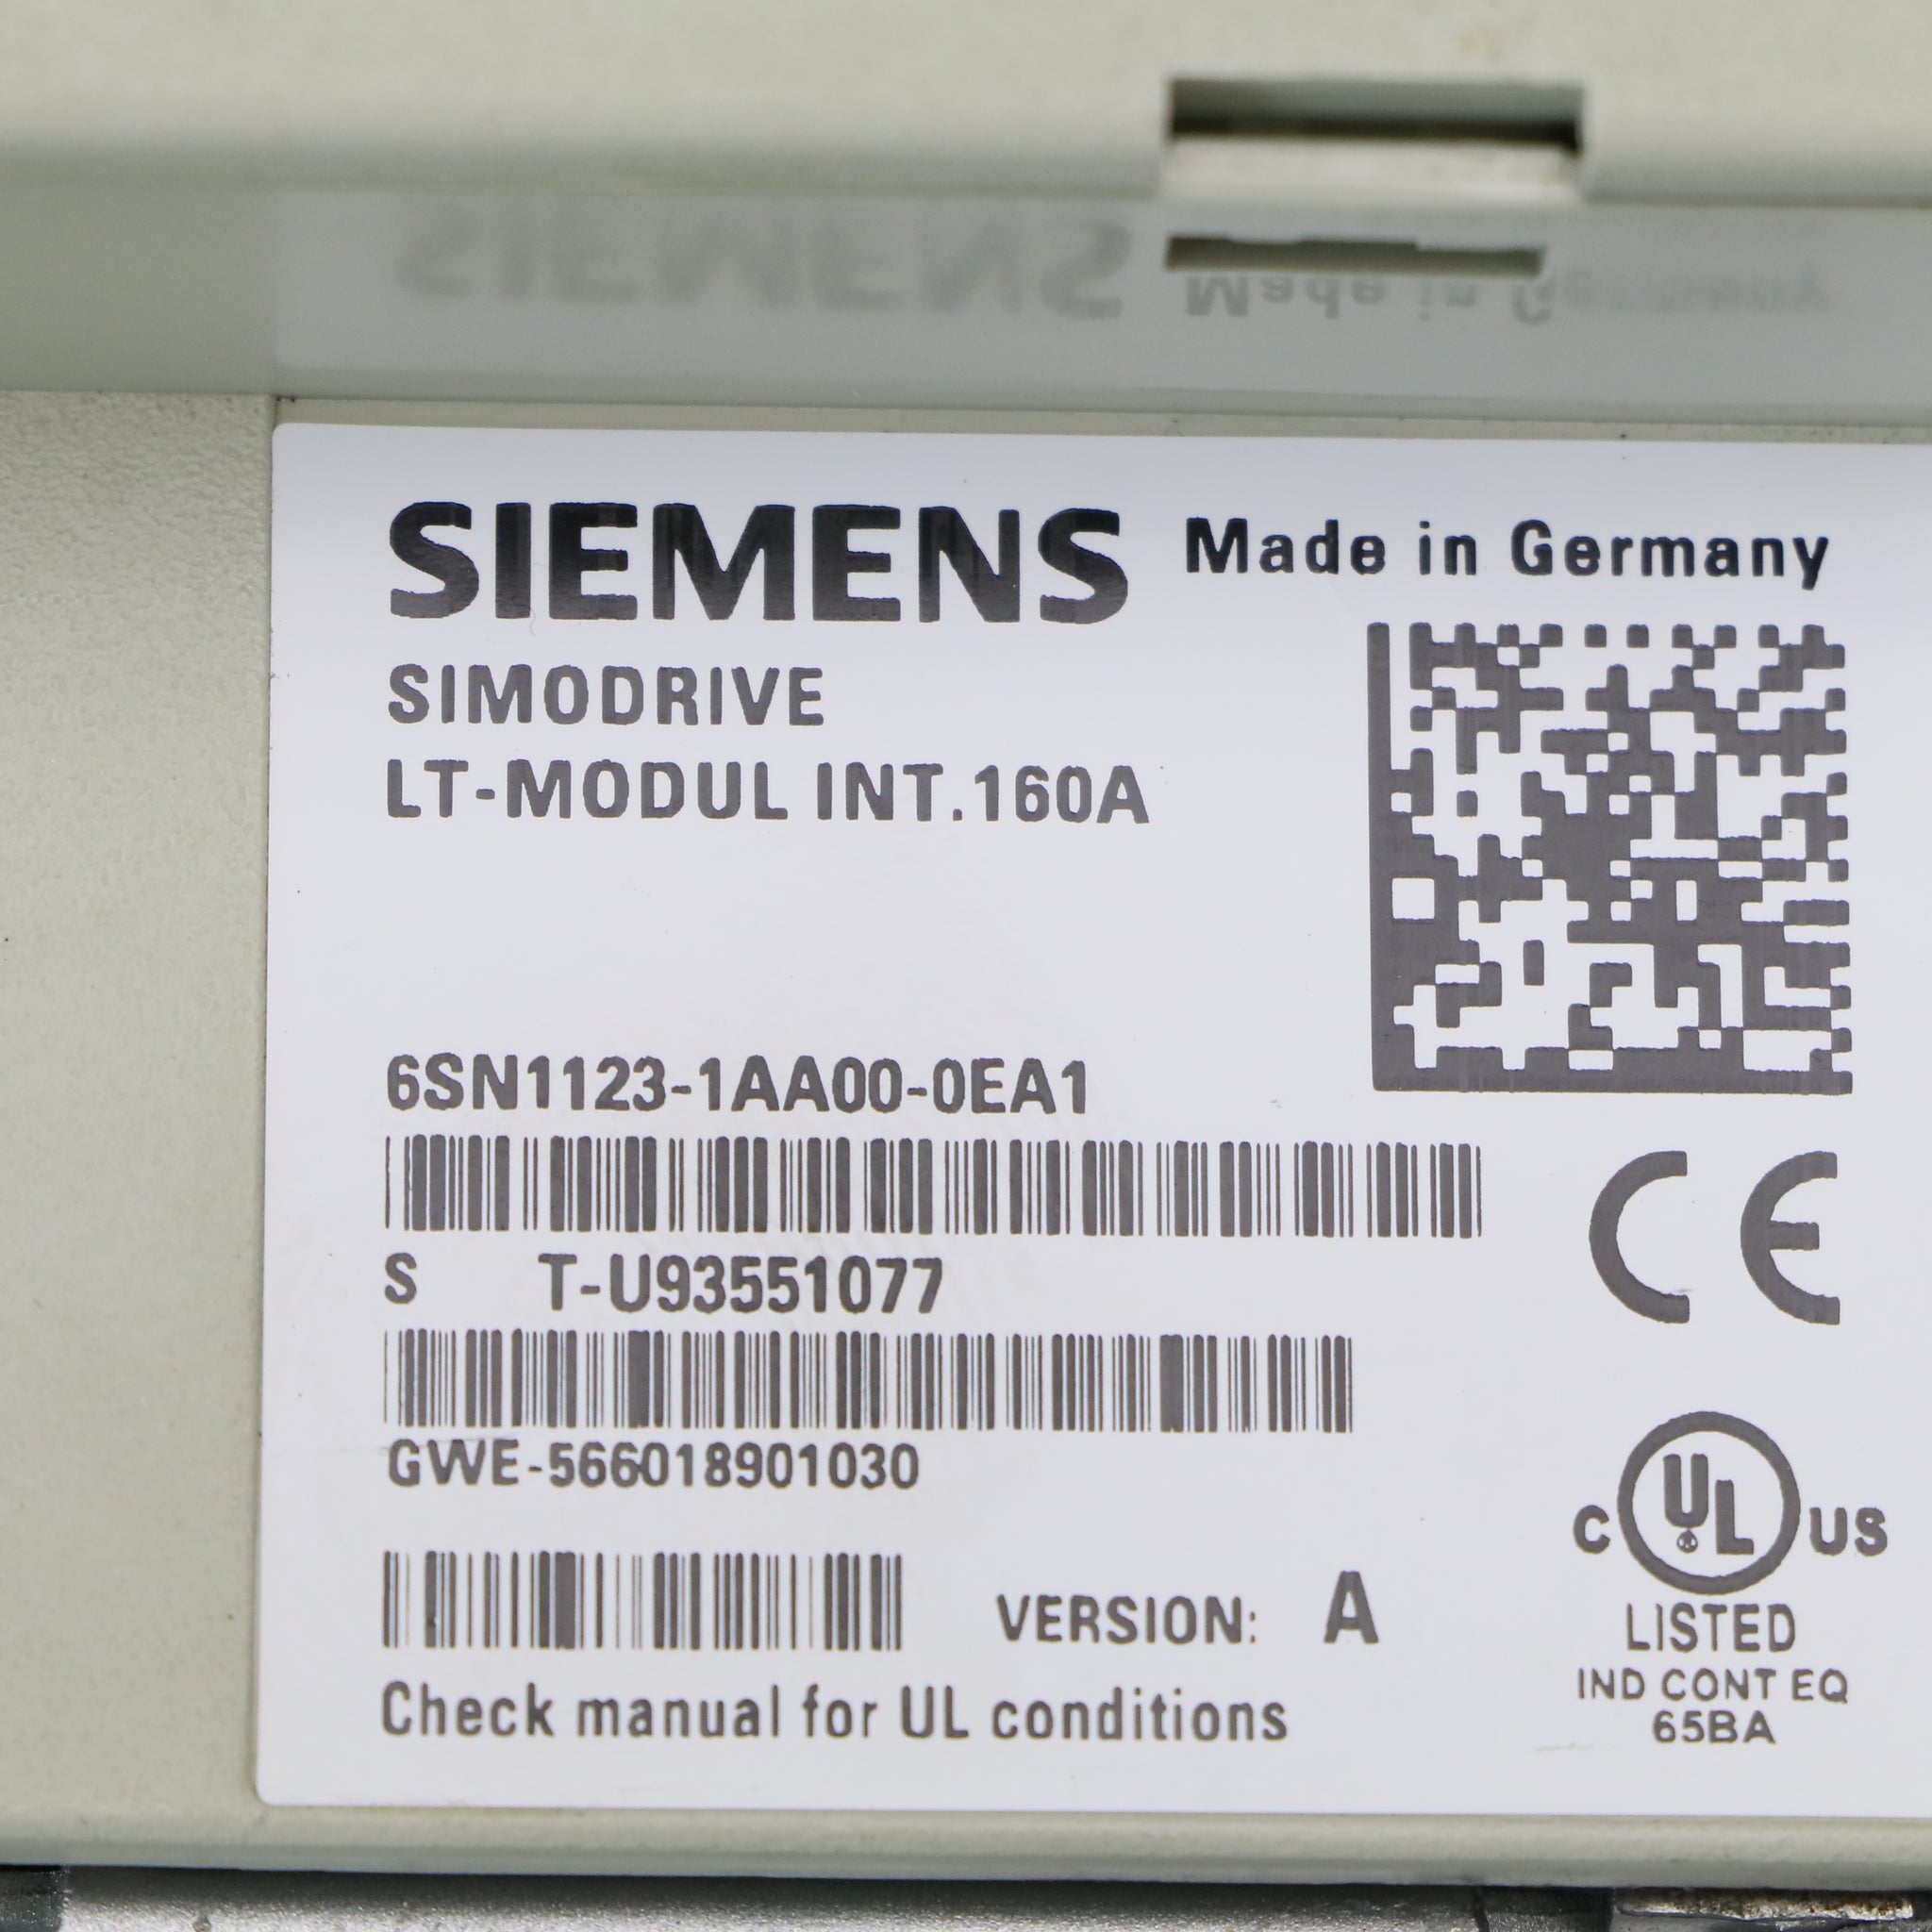 SIEMENS Made in Germany
SIMODRIVE
LT-MODUL INT.160A
6SN1123-1AA00-0EA1
S T-U93551077
GWE-566018901030
VERSION: A
Check manual for UL conditions
CE
C UL US
LISTED
IND CONT EQ
65BA